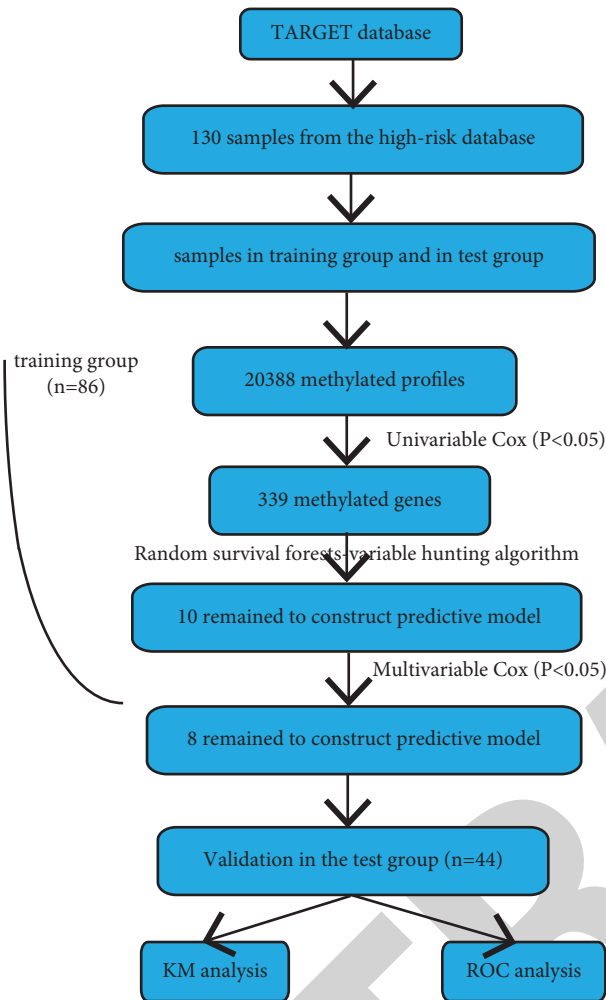 TARGET database
130 samples from the high-risk database
samples in training group and in test group
training group
(n=86)
20388 methylated profiles
Univariable Cox (P<0.05)
339 methylated genes
Random survival forests-variable hunting algorithm
10 remained to construct predictive model
Multivariable Cox (P<0.05)
8 remained to construct predictive model
Validation in the test group (n=44)
KM analysis
ROC analysis